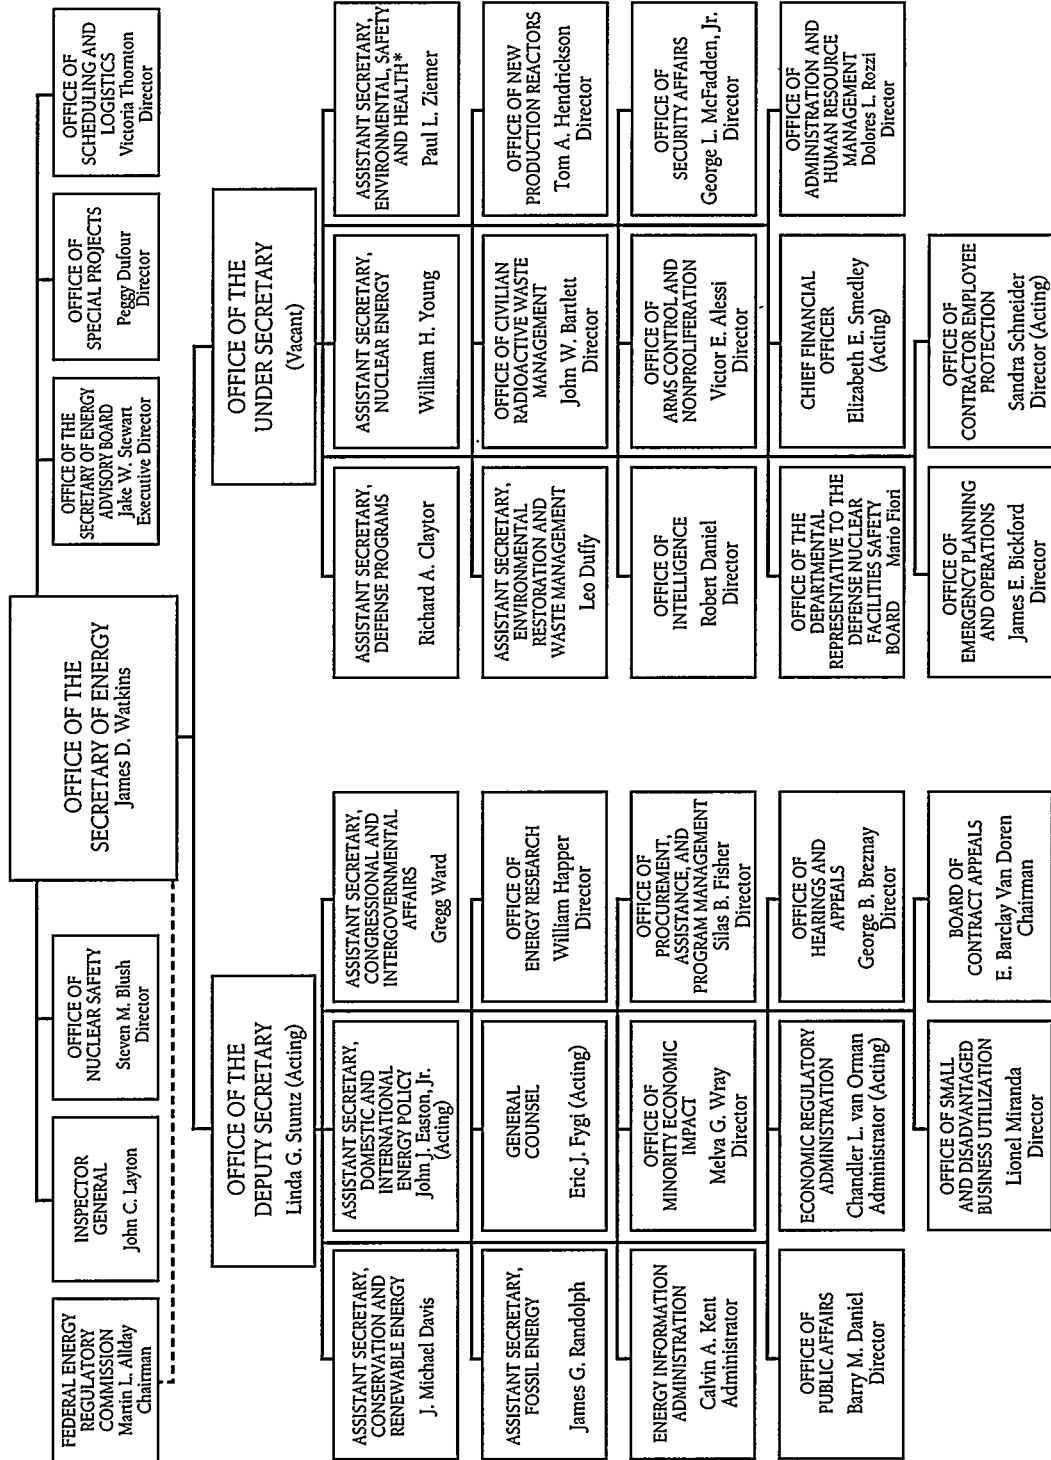 OFFICE OF THE
SECRETARY OF ENERGY
James D. Watkins
FEDERAL ENERGY
REGULATORY
COMMISSION
Martin L. Allday
Chairman
INSPECTOR
GENERAL
John C. Layton
OFFICE OF
NUCLEAR SAFETY
Steven M. Blush
Director
OFFICE OF THE
SECRETARY OF ENERGY
ADVISORY BOARD
Jake W. Stewart
Executive Director
OFFICE OF
SPECIAL PROJECTS
Peggy Dufour
Director
OFFICE OF
SCHEDULING AND
LOGISTICS
Victoria Thornton
Director
OFFICE OF THE
DEPUTY SECRETARY
Linda G. Stuntz (Acting)
ASSISTANT SECRETARY,
CONSERVATION AND
RENEWABLE ENERGY
J. Michael Davis
ASSISTANT SECRETARY,
DOMESTIC AND
INTERNATIONAL
ENERGY POLICY
John J. Easton, Jr.
(Acting)
ASSISTANT SECRETARY,
CONGRESSIONAL AND
INTERGOVERNMENTAL
AFFAIRS
Gregg Ward
ASSISTANT SECRETARY,
FOSSIL ENERGY
James G. Randolph
GENERAL
COUNSEL
Eric J. Fygi (Acting)
OFFICE OF
ENERGY RESEARCH
William Happer
Director
ENERGY INFORMATION
ADMINISTRATION
Calvin A. Kent
Administrator
OFFICE OF
MINORITY ECONOMIC
IMPACT
Melva G. Wray
Director
OFFICE OF
PROCUREMENT,
ASSISTANCE, AND
PROGRAM MANAGEMENT
Silas B. Fisher
Director
OFFICE OF
PUBLIC AFFAIRS
Barry M. Daniel
Director
ECONOMIC REGULATORY
ADMINISTRATION
Chandler L. van Orman
Administrator (Acting)
OFFICE OF
HEARINGS AND
APPEALS
George B. Breznay
Director
OFFICE OF SMALL
AND DISADVANTAGED
BUSINESS UTILIZATION
Lionel Miranda
Director
BOARD OF
CONTRACT APPEALS
E. Barclay Van Doren
Chairman
OFFICE OF THE
UNDER SECRETARY
(Vacant)
ASSISTANT SECRETARY,
DEFENSE PROGRAMS
Richard A. Claytor
ASSISTANT SECRETARY,
NUCLEAR ENERGY
William H. Young
ASSISTANT SECRETARY,
ENVIRONMENTAL, SAFETY
AND HEALTH*
Paul L. Ziemer
ASSISTANT SECRETARY,
ENVIRONMENTAL
RESTORATION AND
WASTE MANAGEMENT
Leo Duffy
OFFICE OF CIVILIAN
RADIOACTIVE WASTE
MANAGEMENT
John W. Bartlett
Director
OFFICE OF NEW
PRODUCTION REACTORS
Tom A. Hendrickson
Director
OFFICE OF
INTELLIGENCE
Robert Daniel
Director
OFFICE OF
ARMS CONTROL AND
NONPROLIFERATION
Victor E. Alessi
Director
OFFICE OF
SECURITY AFFAIRS
George L. McFadden, Jr.
Director
OFFICE OF THE
DEPARTMENTAL
REPRESENTATIVE TO THE
DEFENSE NUCLEAR
FACILITIES SAFETY
BOARD Mario Fiori
CHIEF FINANCIAL
OFFICER
Elizabeth E. Smedley
(Acting)
OFFICE OF
ADMINISTRATION AND
HUMAN RESOURCE
MANAGEMENT
Dolores L. Rozzi
Director
OFFICE OF
EMERGENCY PLANNING
AND OPERATIONS
James E. Bickford
Director
OFFICE OF
CONTRACTOR EMPLOYEE
PROTECTION
Sandra Schneider
Director (Acting)